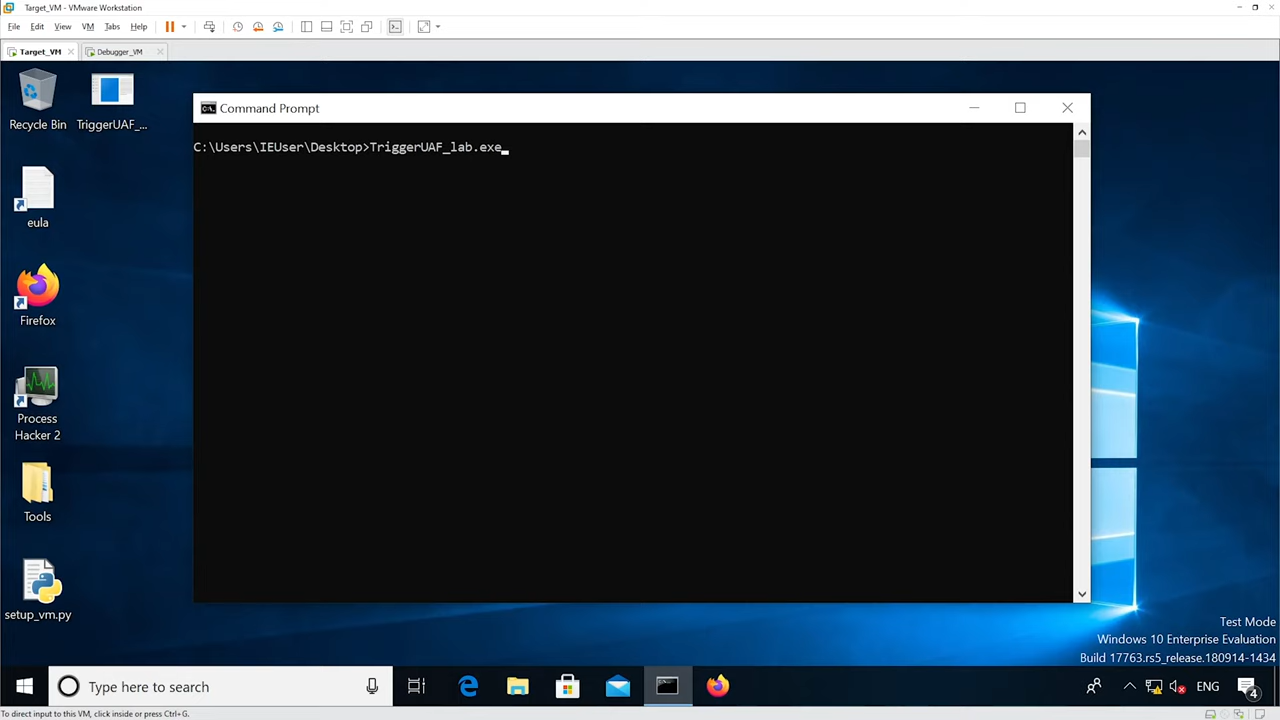 Target_VM - VMware Workstation
File Edit View VM Tabs Help
Target_VM Debugger_VM
Recycle Bin TriggerUAF_...
eula
Firefox
Process
Hacker 2
Tools
setup_vm.py
Command Prompt
C:\Users\IEUser\Desktop>TriggerUAF_lab.exe
Test Mode
Windows 10 Enterprise Evaluation
Build 17763.rs5_release.180914-1434
Type here to search
ENG
4
To direct input to this VM, click inside or press Ctrl+G.